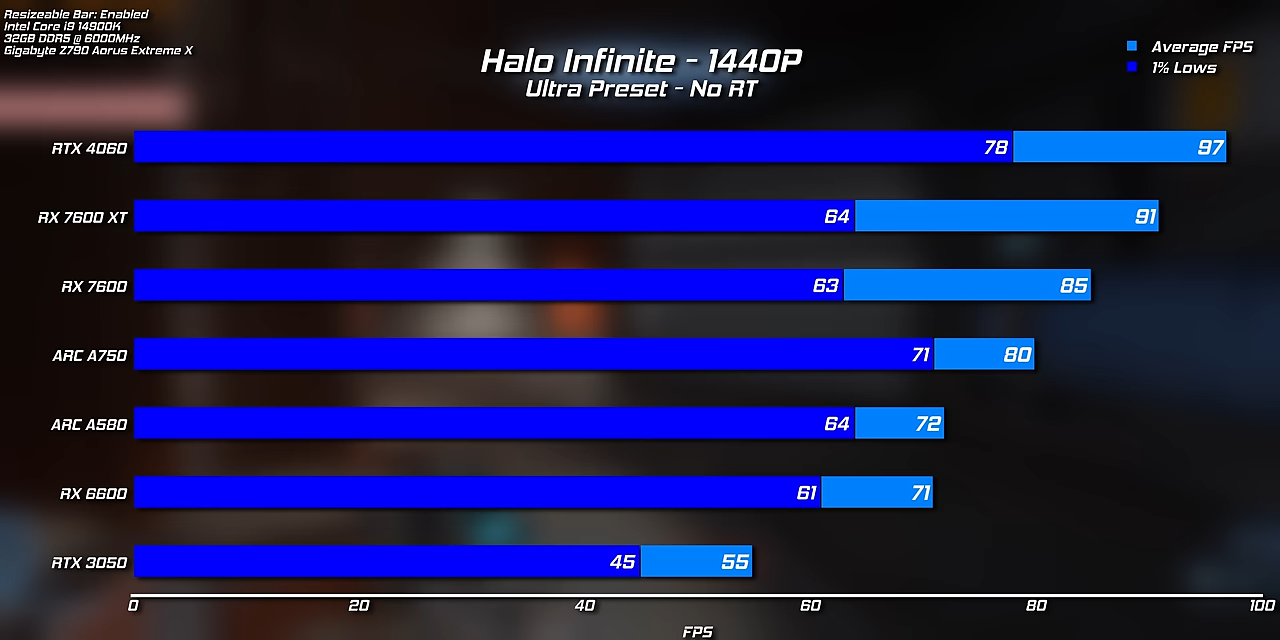 Resizeable Bar: Enabled
Intel Core i9 14900K
32GB DDR5 @ 6000MHz
Gigabyte Z790 Aorus Extreme X
Halo Infinite - 1440P
Ultra Preset - No RT
Average FPS
1% Lows
RTX 4060 78 97
RX 7600 XT 64 91
RX 7600 63 85
ARC A750 71 80
ARC A580 64 72
RX 6600 61 71
RTX 3050 45 55
0 20 40 60 80 100
FPS